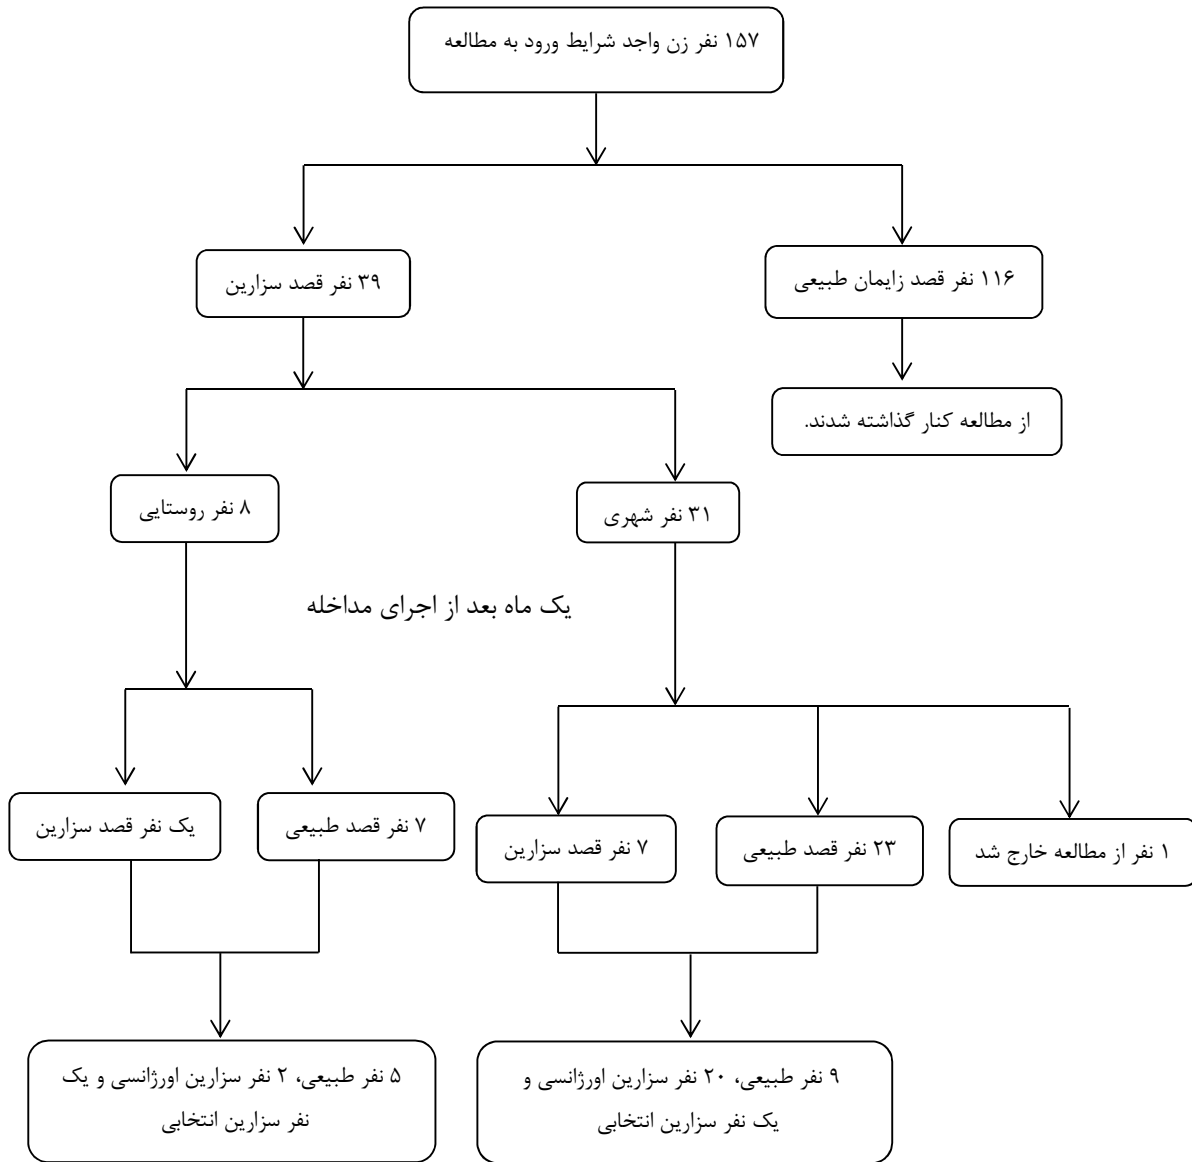 ۱۵۷ نفر زن واجد شرایط ورود به مطالعه
۱۱۶ نفر قصد زایمان طبیعی
۳۹ نفر قصد سزارین
از مطالعه کنار گذاشته شدند.
۳۱ نفر شهری
۸ نفر روستایی
یک ماه بعد از اجرای مداخله
۱ نفر از مطالعه خارج شد
۲۳ نفر قصد طبیعی
۷ نفر قصد سزارین
۷ نفر قصد طبیعی
یک نفر قصد سزارین
۹ نفر طبیعی، ۲۰ نفر سزارین اورژانسی و
یک نفر سزارین انتخابی
۵ نفر طبیعی، ۲ نفر سزارین اورژانسی و یک
نفر سزارین انتخابی